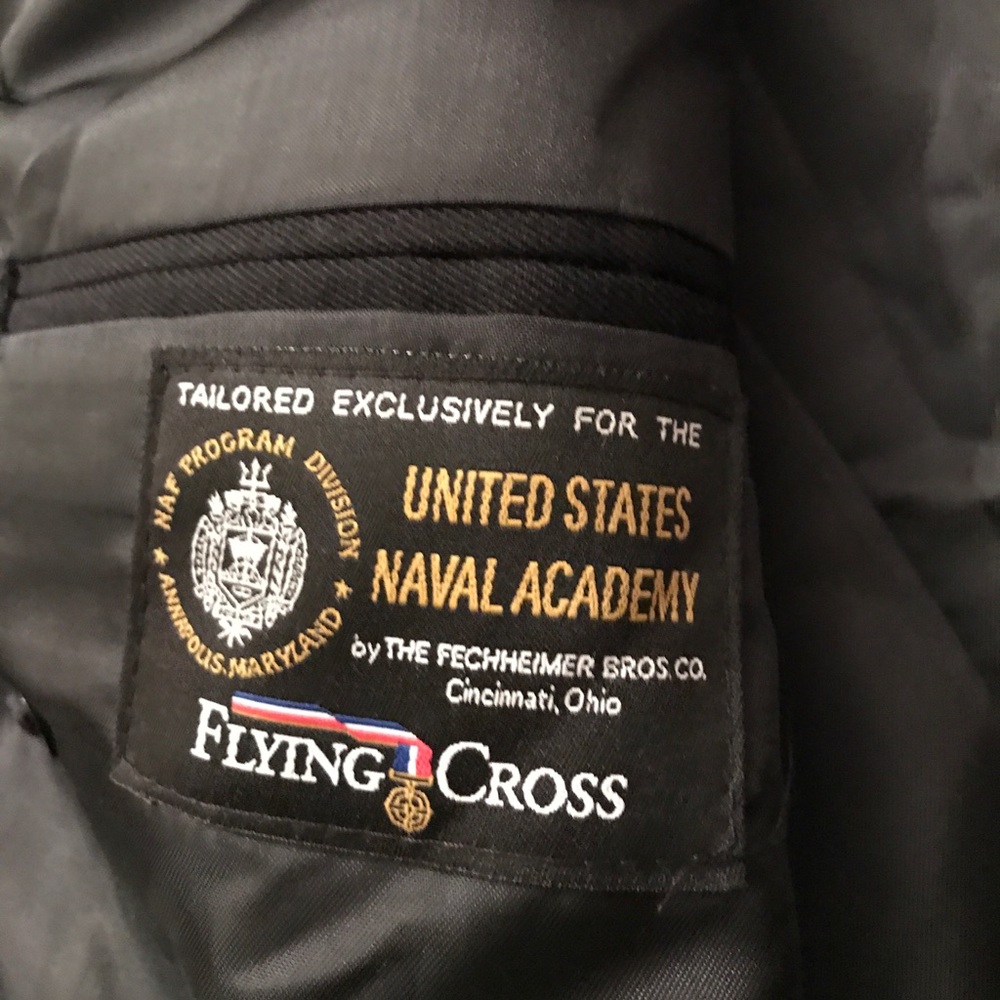 TAILORED EXCLUSIVELY FOR THE
NAF PROGRAM DIVISION
ANNAPOLIS, MARYLAND
UNITED STATES
NAVAL ACADEMY
by THE FECHHEIMER BROS. CO.
Cincinnati, Ohio
FLYING CROSS